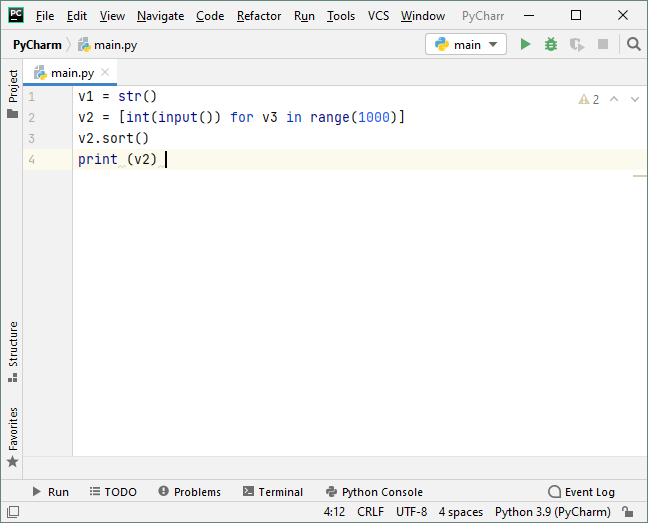 PC File Edit View Navigate Code Refactor Run Tools VCS Window PyCharr
PyCharm main.py main
main.py
Project
1 v1 = str()
2
2 v2 = [int(input()) for v3 in range(1000)]
3 v2.sort()
4 print (v2)
Structure
Favorites
Run TODO Problems Terminal Python Console Event Log
4:12 CRLF UTF-8 4 spaces Python 3.9 (PyCharm)